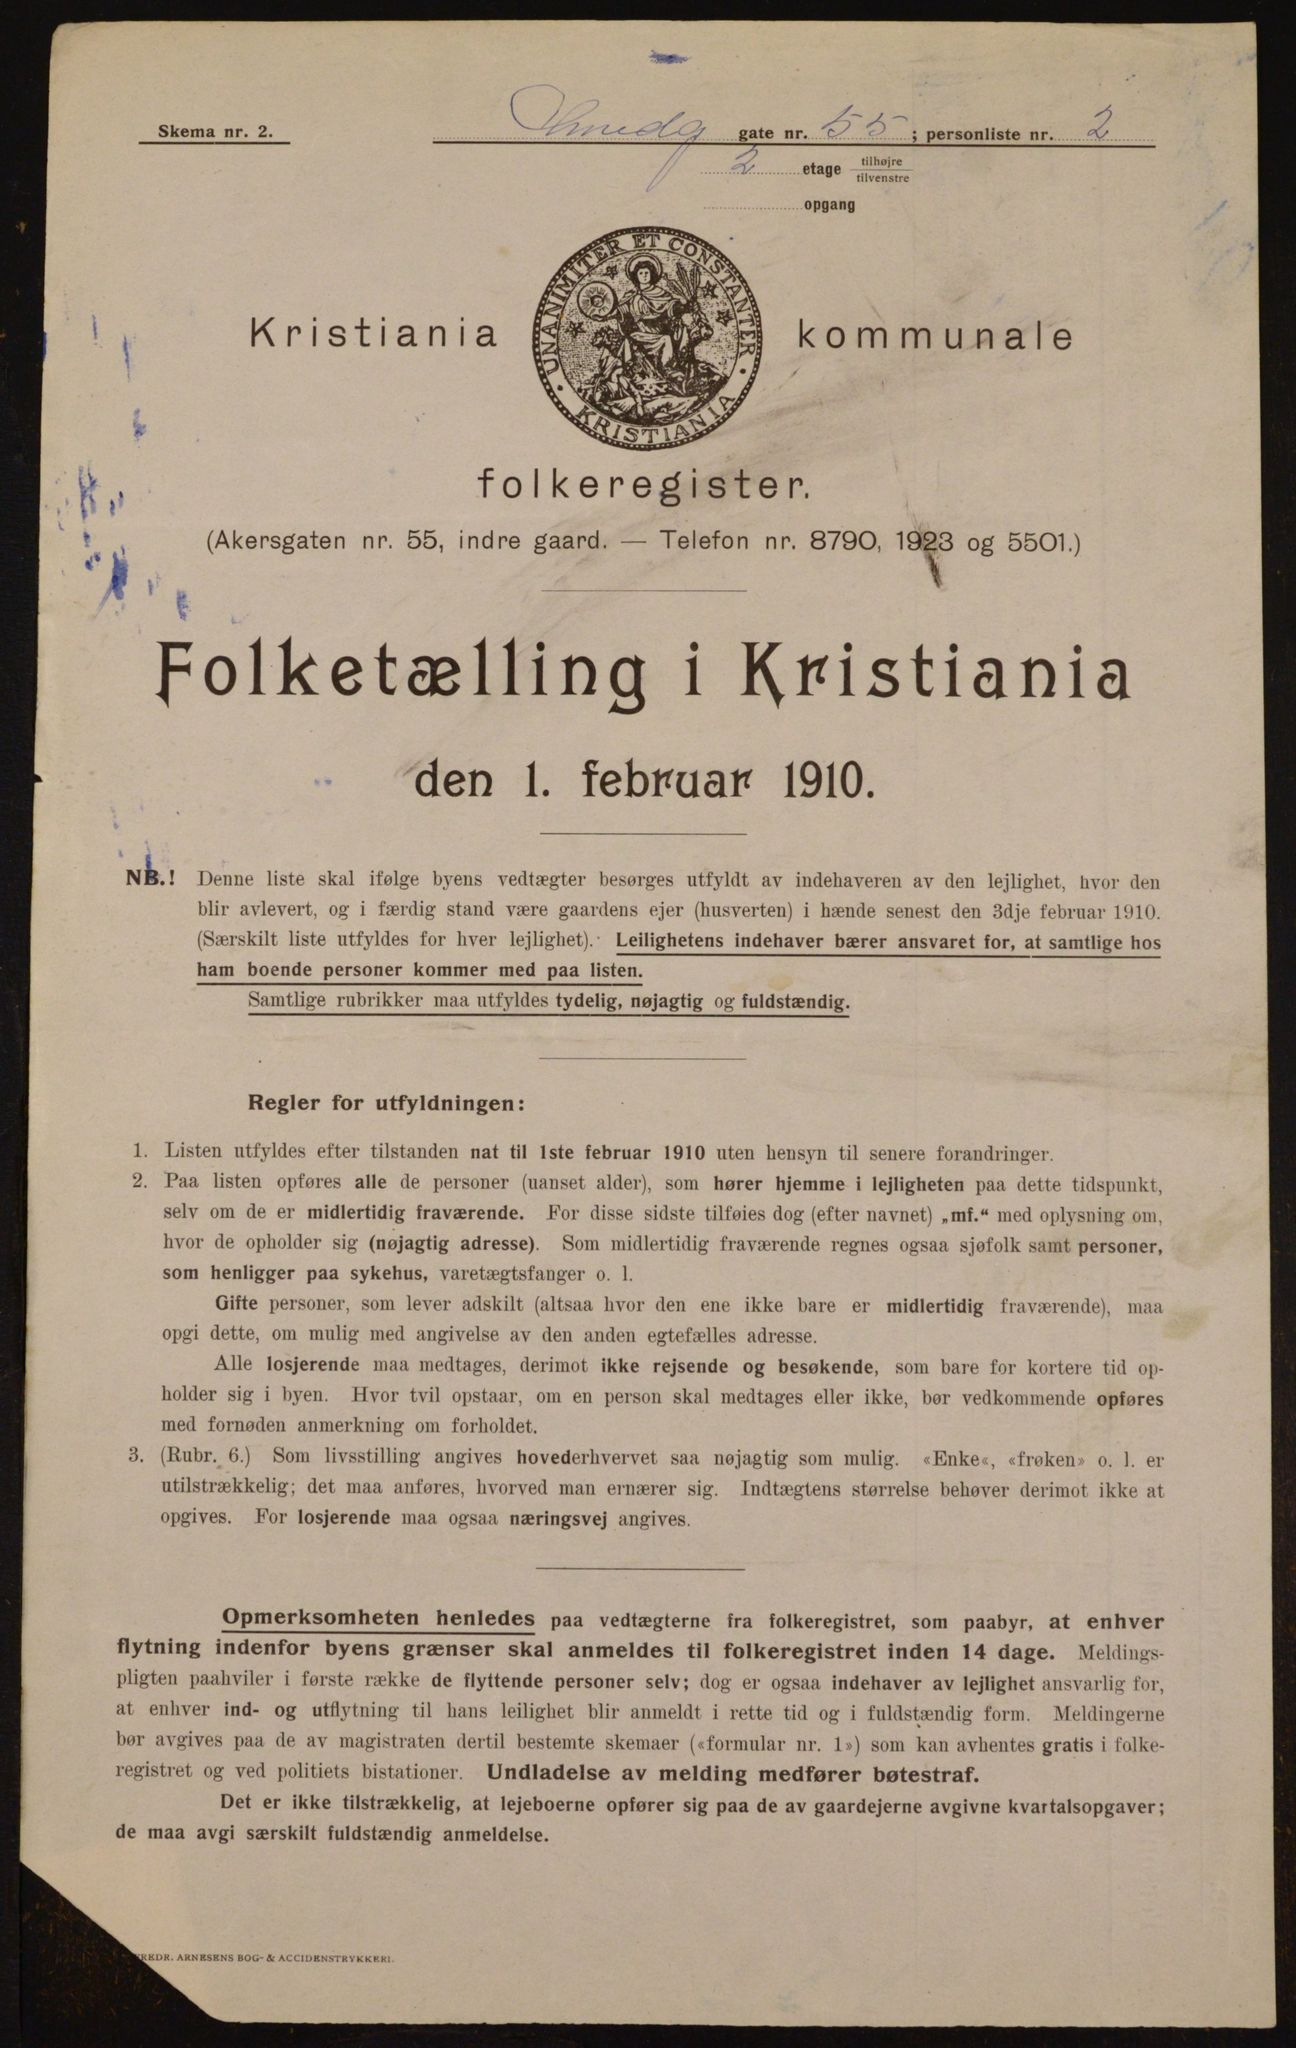 Skema nr. 2.
Smedg gate nr. 55; personliste nr. 2
2 etage tilhøjre
tilvenstre
opgang
UNANIMITER ET CONSTANTER
KRISTIANIA
Kristiania kommunale
folkeregister.
(Akersgaten nr. 55, indre gaard. — Telefon nr. 8790, 1923 og 5501.)
Folketælling i Kristiania
den 1. februar 1910.
NB.! Denne liste skal ifølge byens vedtægter besørges utfyldt av indehaveren av den lejlighet, hvor den
blir avlevert, og i færdig stand være gaardens ejer (husverten) i hænde senest den 3dje februar 1910.
(Særskilt liste utfyldes for hver lejlighet). Leilighetens indehaver bærer ansvaret for, at samtlige hos
ham boende personer kommer med paa listen.
Samtlige rubrikker maa utfyldes tydelig, nøjagtig og fuldstændig.
Regler for utfyldningen:
1. Listen utfyldes efter tilstanden nat til 1ste februar 1910 uten hensyn til senere forandringer.
2. Paa listen opføres alle de personer (uanset alder), som hører hjemme i lejligheten paa dette tidspunkt,
selv om de er midlertidig fraværende. For disse sidste tilføies dog (efter navnet) „mf.“ med oplysning om,
hvor de opholder sig (nøjagtig adresse). Som midlertidig fraværende regnes ogsaa sjøfolk samt personer,
som henligger paa sykehus, varetægtsfanger o. l.
Gifte personer, som lever adskilt (altsaa hvor den ene ikke bare er midlertidig fraværende), maa
opgi dette, om mulig med angivelse av den anden egtefælles adresse.
Alle losjerende maa medtages, derimot ikke rejsende og besøkende, som bare for kortere tid op-
holder sig i byen. Hvor tvil opstaar, om en person skal medtages eller ikke, bør vedkommende opføres
med fornøden anmerkning om forholdet.
3. (Rubr. 6.) Som livsstilling angives hovederhvervet saa nøjagtig som mulig. «Enke«, «frøken» o. l. er
utilstrækkelig; det maa anføres, hvorved man ernærer sig. Indtægtens størrelse behøver derimot ikke at
opgives. For losjerende maa ogsaa næringsvej angives.
Opmerksomheten henledes paa vedtægterne fra folkeregistret, som paabyr, at enhver
flytning indenfor byens grænser skal anmeldes til folkeregistret inden 14 dage. Meldings-
pligten paahviler i første række de flyttende personer selv; dog er ogsaa indehaver av lejlighet ansvarlig for,
at enhver ind- og utflytning til hans leilighet blir anmeldt i rette tid og i fuldstændig form. Meldingerne
bør avgives paa de av magistraten dertil bestemte skemaer («formular nr. 1») som kan avhentes gratis i folke-
registret og ved politiets bistationer. Undladelse av melding medfører bøtestraf.
Det er ikke tilstrækkelig, at lejeboerne opfører sig paa de av gaardejerne avgivne kvartalsopgaver;
de maa avgi særskilt fuldstændig anmeldelse.
REDR. ARNESENS BOG- & ACCIDENSTRYKKERI.